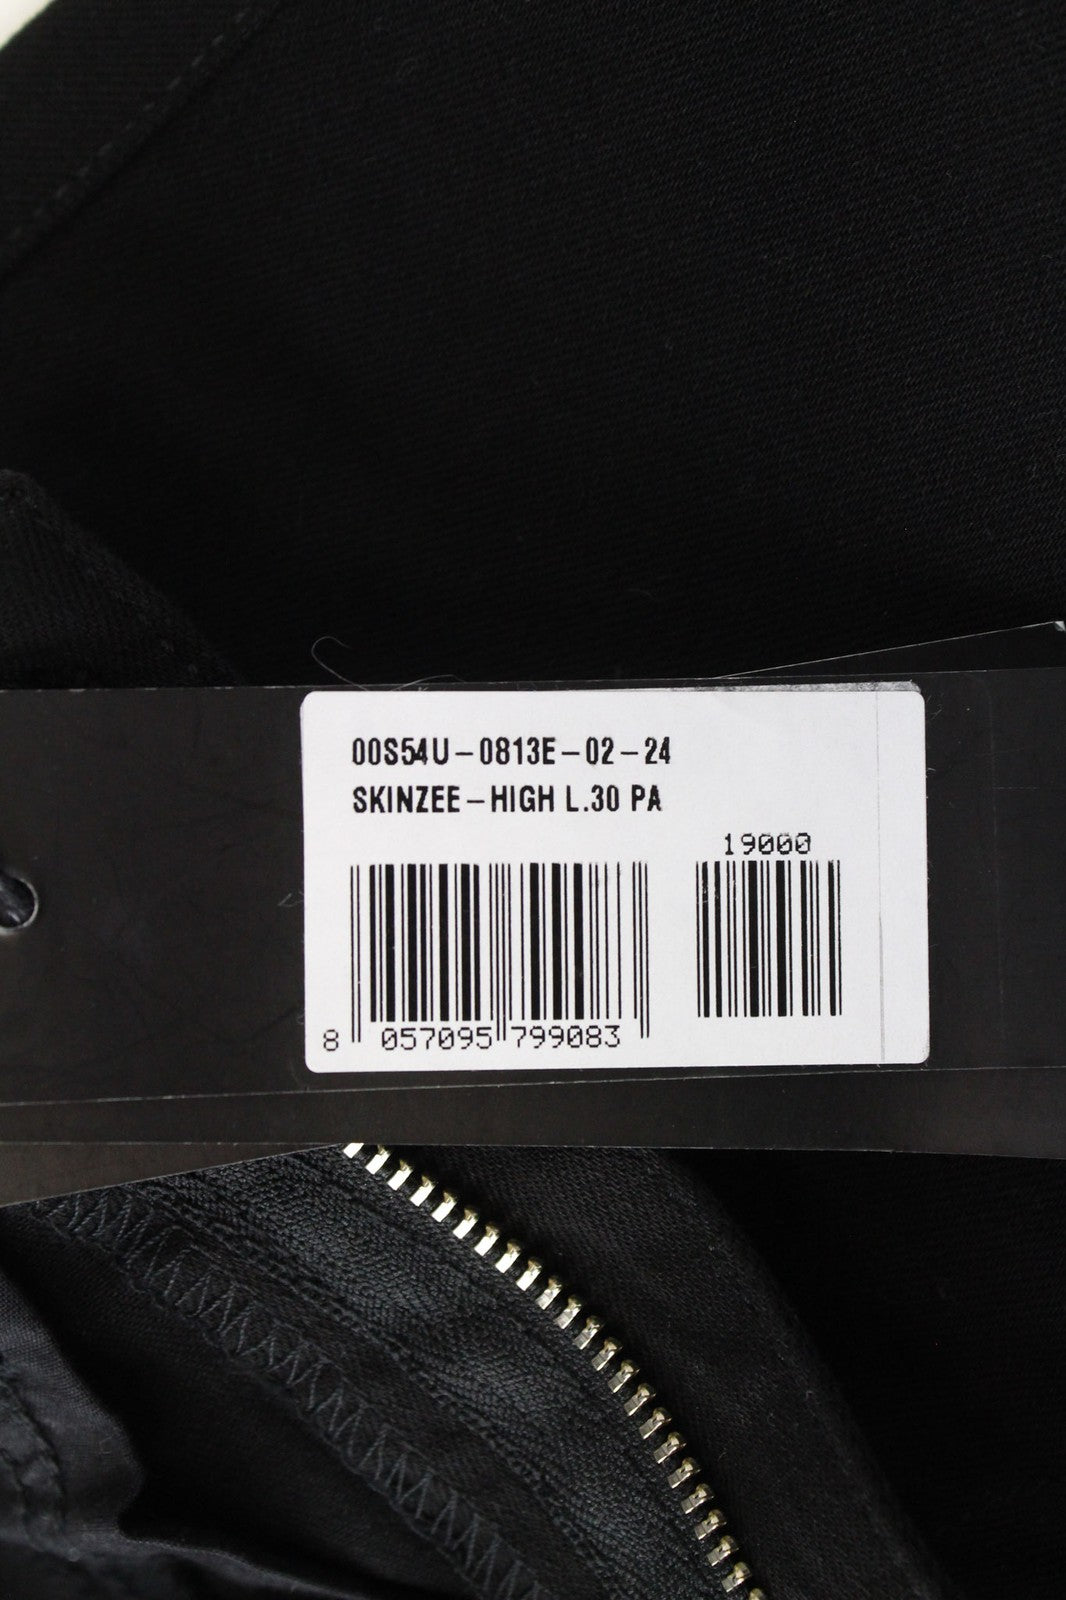 00S54U-0813E-02-24
SKINZEE-HIGH L.30 PA
19000
8 057095 799083